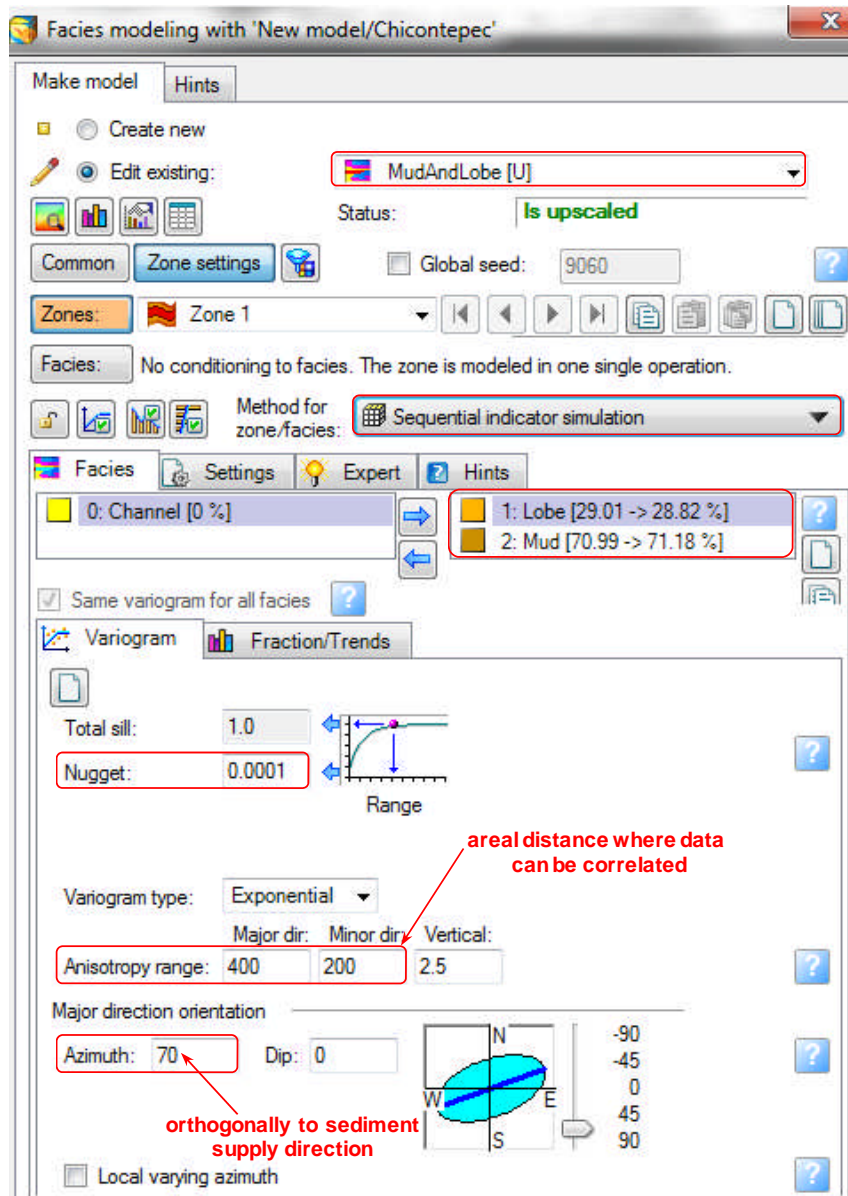 Facies modeling with 'New model/Chicontepec'
Make model Hints
Create new
Edit existing: MudAndLobe [U]
Status: Is upscaled
Common Zone settings Global seed: 9060
Zones: Zone 1
Facies: No conditioning to facies. The zone is modeled in one single operation.
Method for
zone/facies: Sequential indicator simulation
Facies Settings Expert Hints
0: Channel [0 %] 1: Lobe [29.01 -> 28.82 %]
2: Mud [70.99 -> 71.18 %]
Same variogram for all facies
Variogram Fraction/Trends
Total sill: 1.0
Nugget: 0.0001
Range
areal distance where data
can be correlated
Variogram type: Exponential
Major dir: Minor dir: Vertical:
Anisotropy range: 400 200 2.5
Major direction orientation
Azimuth: 70 Dip: 0
N
W E
S
-90
-45
0
45
90
orthogonally to sediment
supply direction
Local varying azimuth